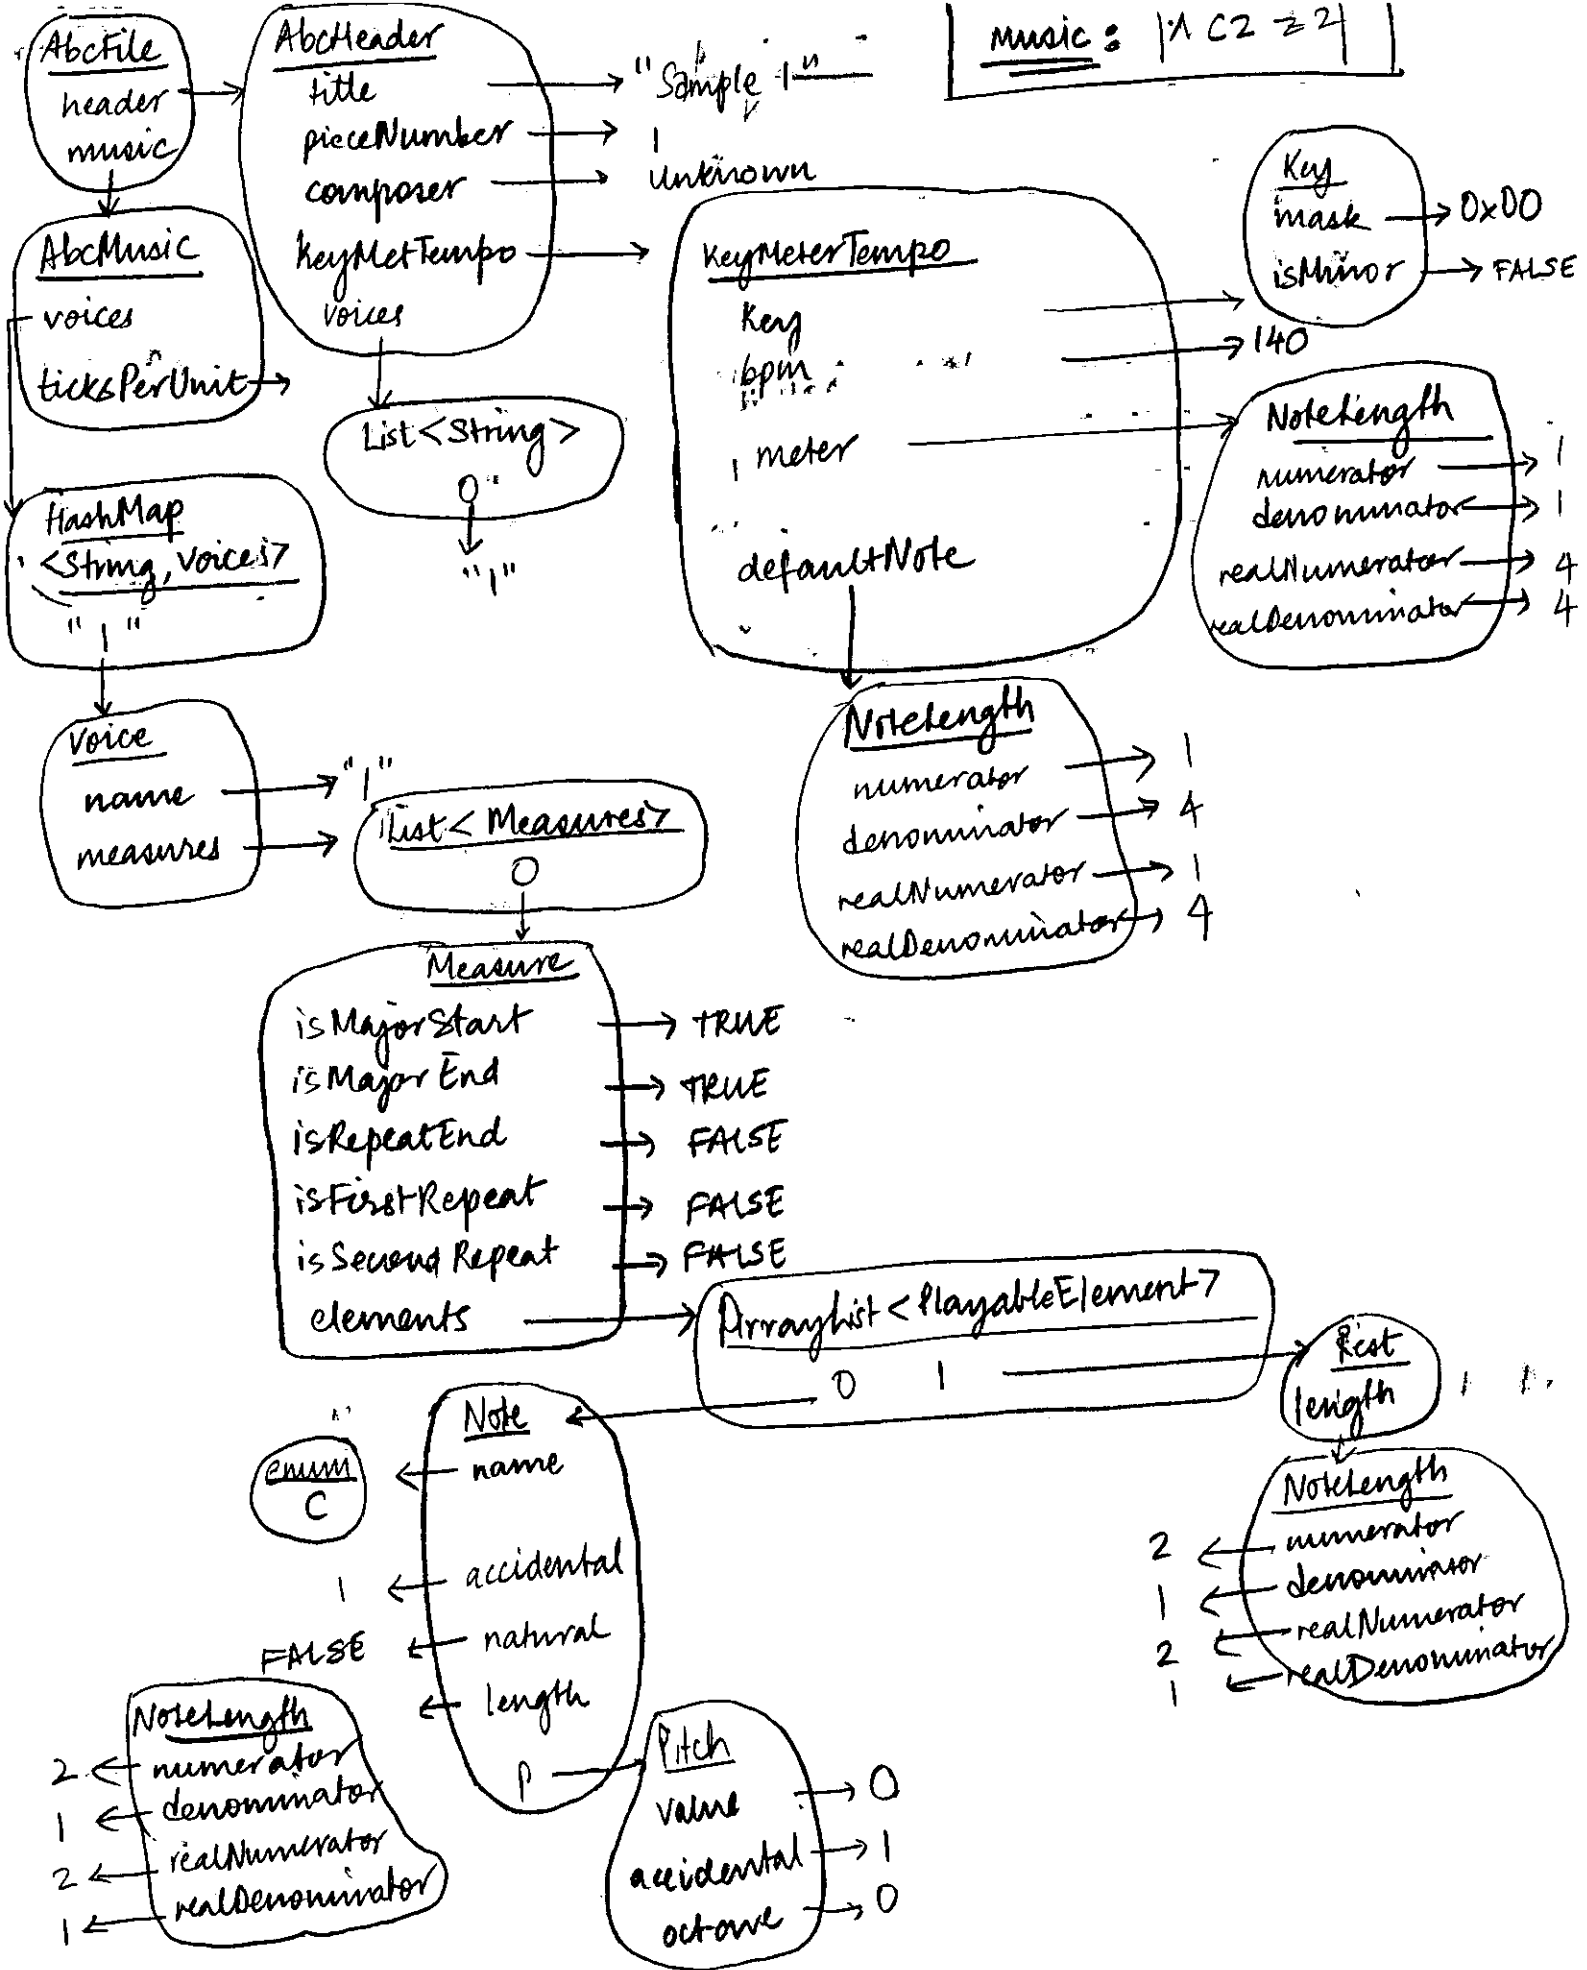 AbcFile
header
music
AbcHeader
title
"Sample 1"
pieceNumber
1
composer
Unknown
keyMetTempo
voices
Music: |^ C2 z2|
Key
mask
0x00
isMinor
FALSE
AbcMusic
voices
ticksPerUnit
List<String>
0
"1"
KeyMeterTempo
key
bpm
140
meter
defaultNote
NoteLength
numerator
1
denominator
1
realNumerator
4
realDenominator
4
HashMap
<String, Voices>
"1"
Voice
name
"1"
measures
List<Measures>
0
NoteLength
numerator
1
denominator
4
realNumerator
1
realDenominator
4
Measure
isMajorStart
TRUE
isMajorEnd
TRUE
isRepeatEnd
FALSE
isFirstRepeat
FALSE
isSecondRepeat
FALSE
elements
ArrayList<PlayableElement>
0 1
Rest
length
NoteLength
2 numerator
1 denominator
2 realNumerator
1 realDenominator
Note
name
enum
C
accidental
1
natural
FALSE
length
p
NoteLength
2 numerator
1 denominator
2 realNumerator
1 realDenominator
Pitch
value
0
accidental
1
octave
0